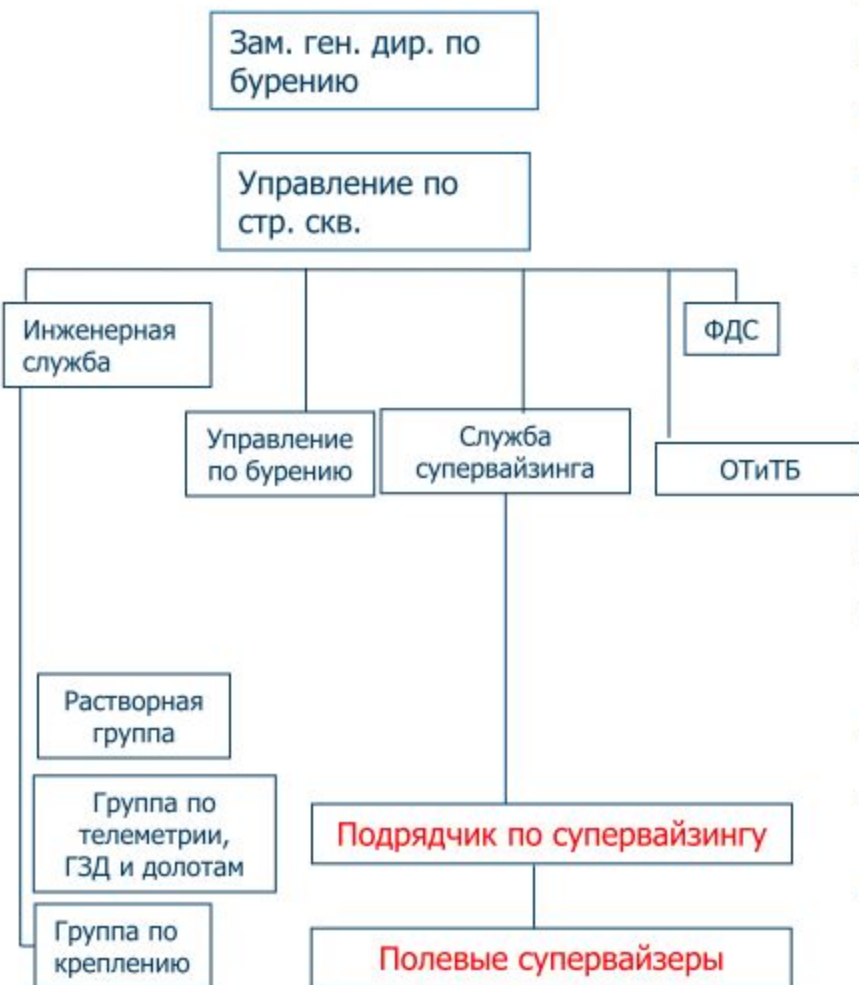 Зам. ген. дир. по
бурению
Управление по
стр. скв.
Инженерная
служба
ФДС
Управление
по бурению
Служба
супервайзинга
ОТиТБ
Растворная
группа
Группа по
телеметрии,
ГЗД и долотам
Подрядчик по супервайзингу
Группа по
креплению
Полевые супервайзеры